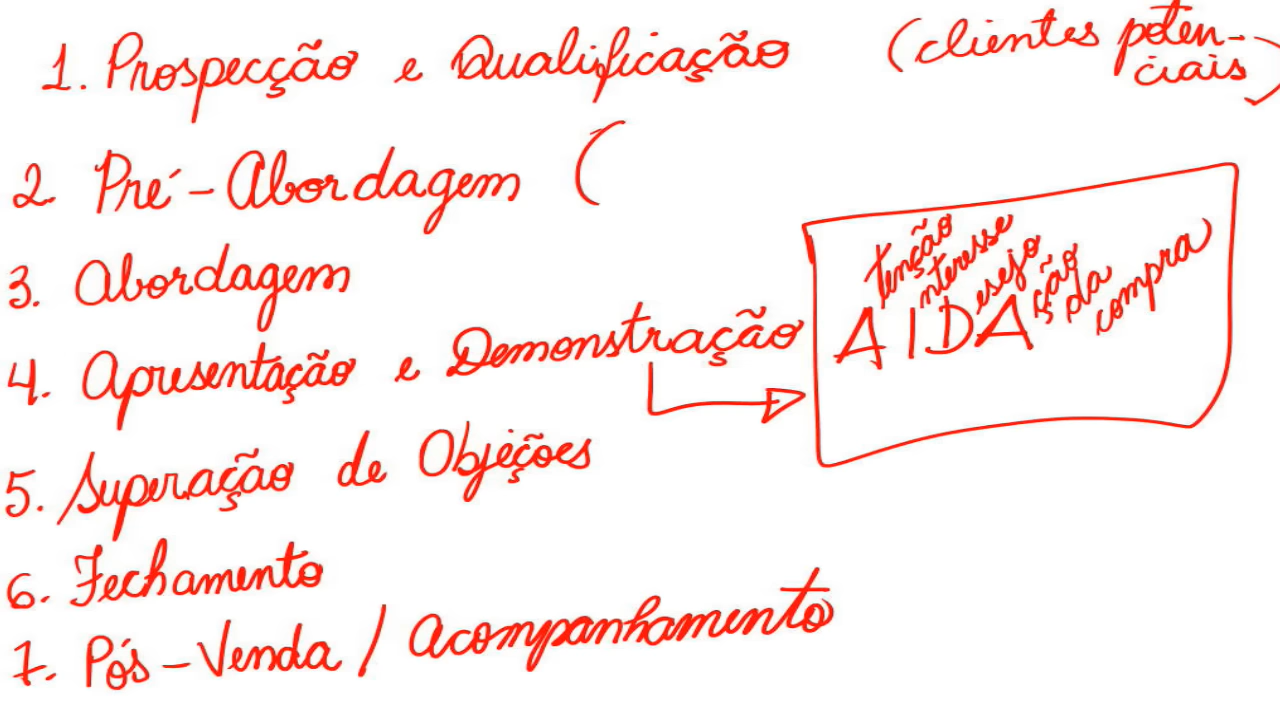 1. Prospecção e Qualificação (clientes poten-
ciais)
2. Pré-Abordagem (
3. Abordagem
4. Apresentação e Demonstração
AIDA
tenção
nteresse
esejo
ção
da
compra
5. Superação de Objeções
6. Fechamento
7. Pós-Venda / Acompanhamento